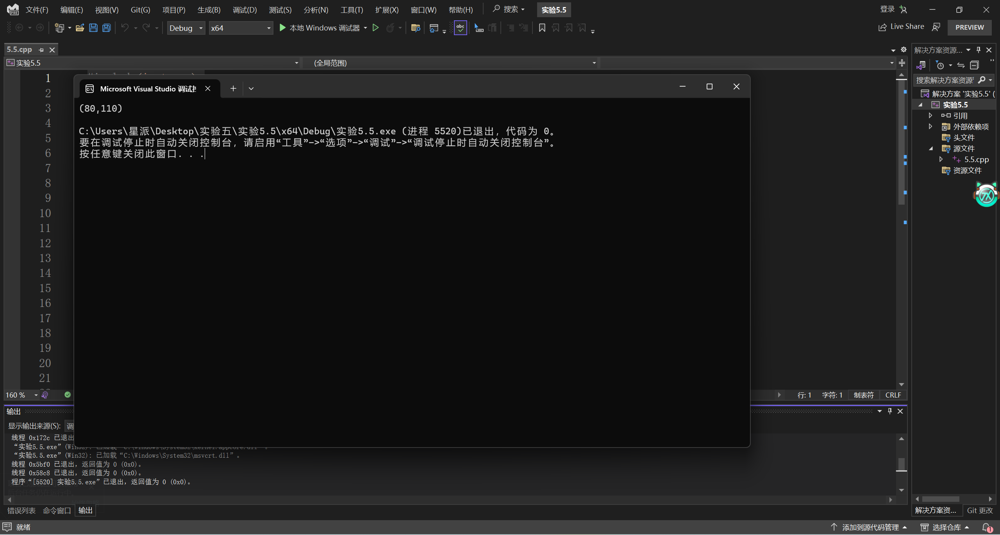 文件(F) 编辑(E) 视图(V) Git(G) 项目(P) 生成(B) 调试(D) 测试(S) 分析(N) 工具(T) 扩展(X) 窗口(W) 帮助(H) 搜索 实验5.5 登录
Debug x64 本地 Windows 调试器 abc Live Share PREVIEW
5.5.cpp
实验5.5 (全局范围)
1
2
3
4
5
6
7
8
9
10
11
12
13
14
15
16
17
18
19
20
21
Microsoft Visual Studio 调试
(80,110)
C:\Users\星派\Desktop\实验五\实验5.5\x64\Debug\实验5.5.exe (进程 5520)已退出，代码为 0。
要在调试停止时自动关闭控制台，请启用“工具”->“选项”->“调试”->“调试停止时自动关闭控制台”。
按任意键关闭此窗口. . .
160 % 行: 1 字符: 1 制表符 CRLF
输出
显示输出来源(S): 调
线程 0x172c 已退出
“实验5.5.exe” (Win32): 已加载 “C:\Windows\System32\kernel.appcore.dll”。
“实验5.5.exe” (Win32): 已加载 “C:\Windows\System32\msvcrt.dll”。
线程 0x5bf0 已退出，返回值为 0 (0x0)。
线程 0x58c8 已退出，返回值为 0 (0x0)。
程序“[5520] 实验5.5.exe”已退出，返回值为 0 (0x0)。
错误列表 命令窗口 输出
解决方案资源...
搜索解决方案资源
解决方案 '实验5.5' (
实验5.5
引用
外部依赖项
头文件
源文件
5.5.cpp
资源文件
解决方案资... Git 更改
就绪 添加到源代码管理 选择仓库 1